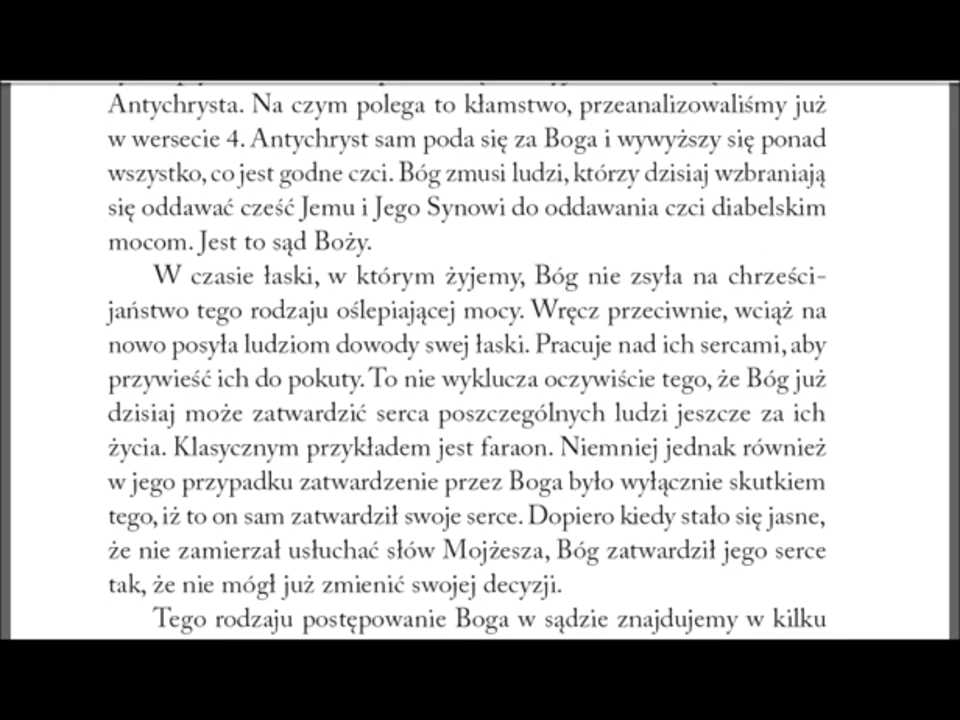 Antychrysta. Na czym polega to kłamstwo, przeanalizowaliśmy już
w wersecie 4. Antychryst sam poda się za Boga i wywyższy się ponad
wszystko, co jest godne czci. Bóg zmusi ludzi, którzy dzisiaj wzbraniają
się oddawać cześć Jemu i Jego Synowi do oddawania czci diabelskim
mocom. Jest to sąd Boży.
W czasie łaski, w którym żyjemy, Bóg nie zsyła na chrześci-
jaństwo tego rodzaju oślepiającej mocy. Wręcz przeciwnie, wciąż na
nowo posyła ludziom dowody swej łaski. Pracuje nad ich sercami, aby
przywieść ich do pokuty. To nie wyklucza oczywiście tego, że Bóg już
dzisiaj może zatwardzić serca poszczególnych ludzi jeszcze za ich
życia. Klasycznym przykładem jest faraon. Niemniej jednak również
w jego przypadku zatwardzenie przez Boga było wyłącznie skutkiem
tego, iż to on sam zatwardził swoje serce. Dopiero kiedy stało się jasne,
że nie zamierzał usłuchać słów Mojżesza, Bóg zatwardził jego serce
tak, że nie mógł już zmienić swojej decyzji.
Tego rodzaju postępowanie Boga w sądzie znajdujemy w kilku